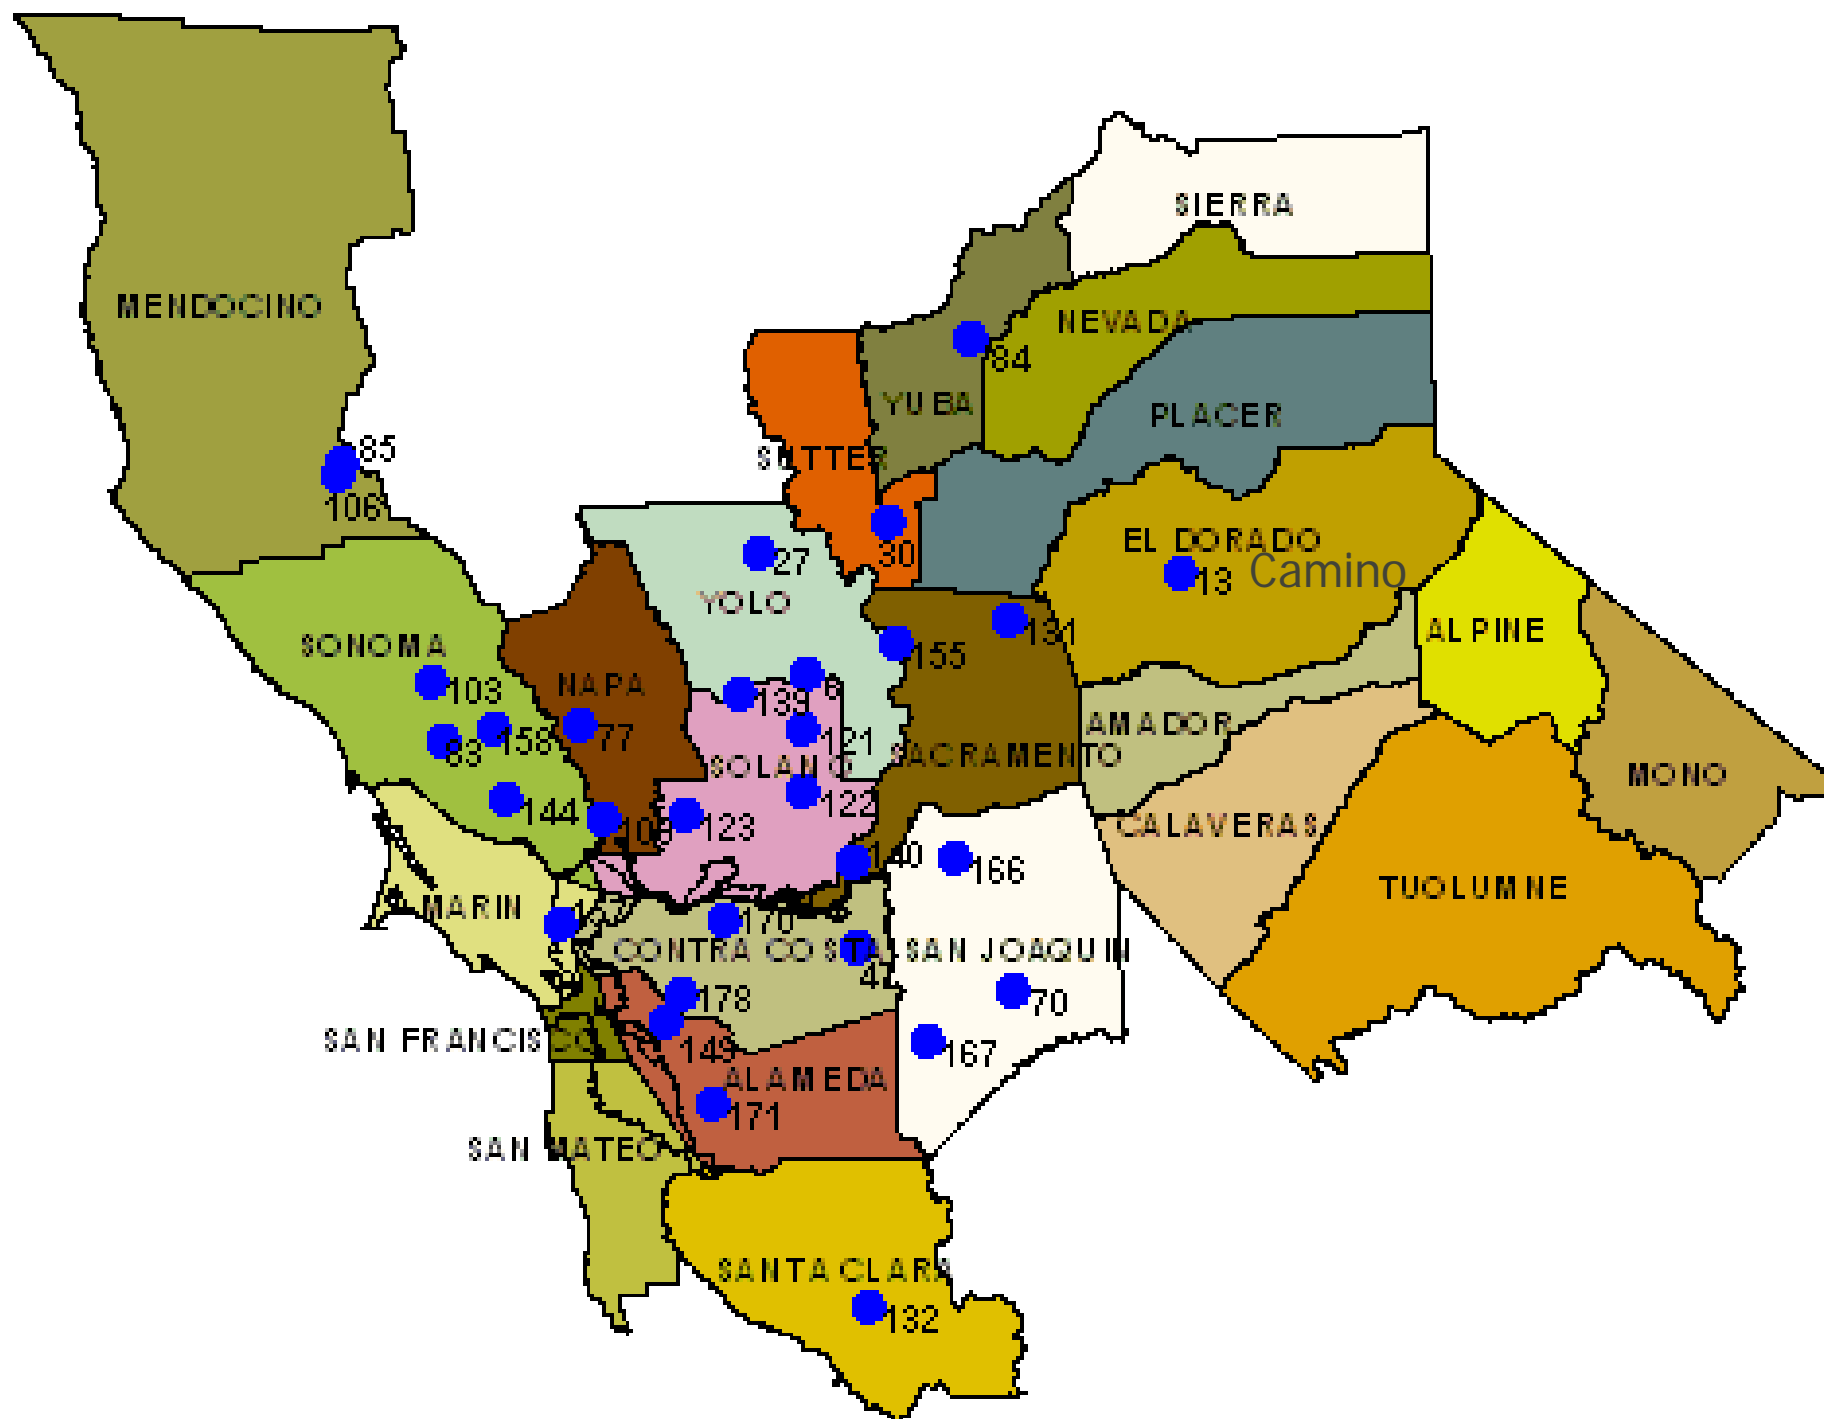 SIERRA
MENDOCINO
NEVADA
84
YUBA
PLACER
85
SUTTER
106
EL DORADO
30
27
13 Camino
YOLO
131
ALPINE
SONOMA
155
NAPA
6
103
139
AMADOR
158
77
121
83
SACRAMENTO
SOLANO
MONO
122
144
123
CALAVERAS
140
166
TUOLUMNE
MARIN
170
CONTRA COSTA
SAN JOAQUIN
47
178
70
SAN FRANCISCO
149
167
ALAMEDA
171
SAN MATEO
SANTA CLARA
132